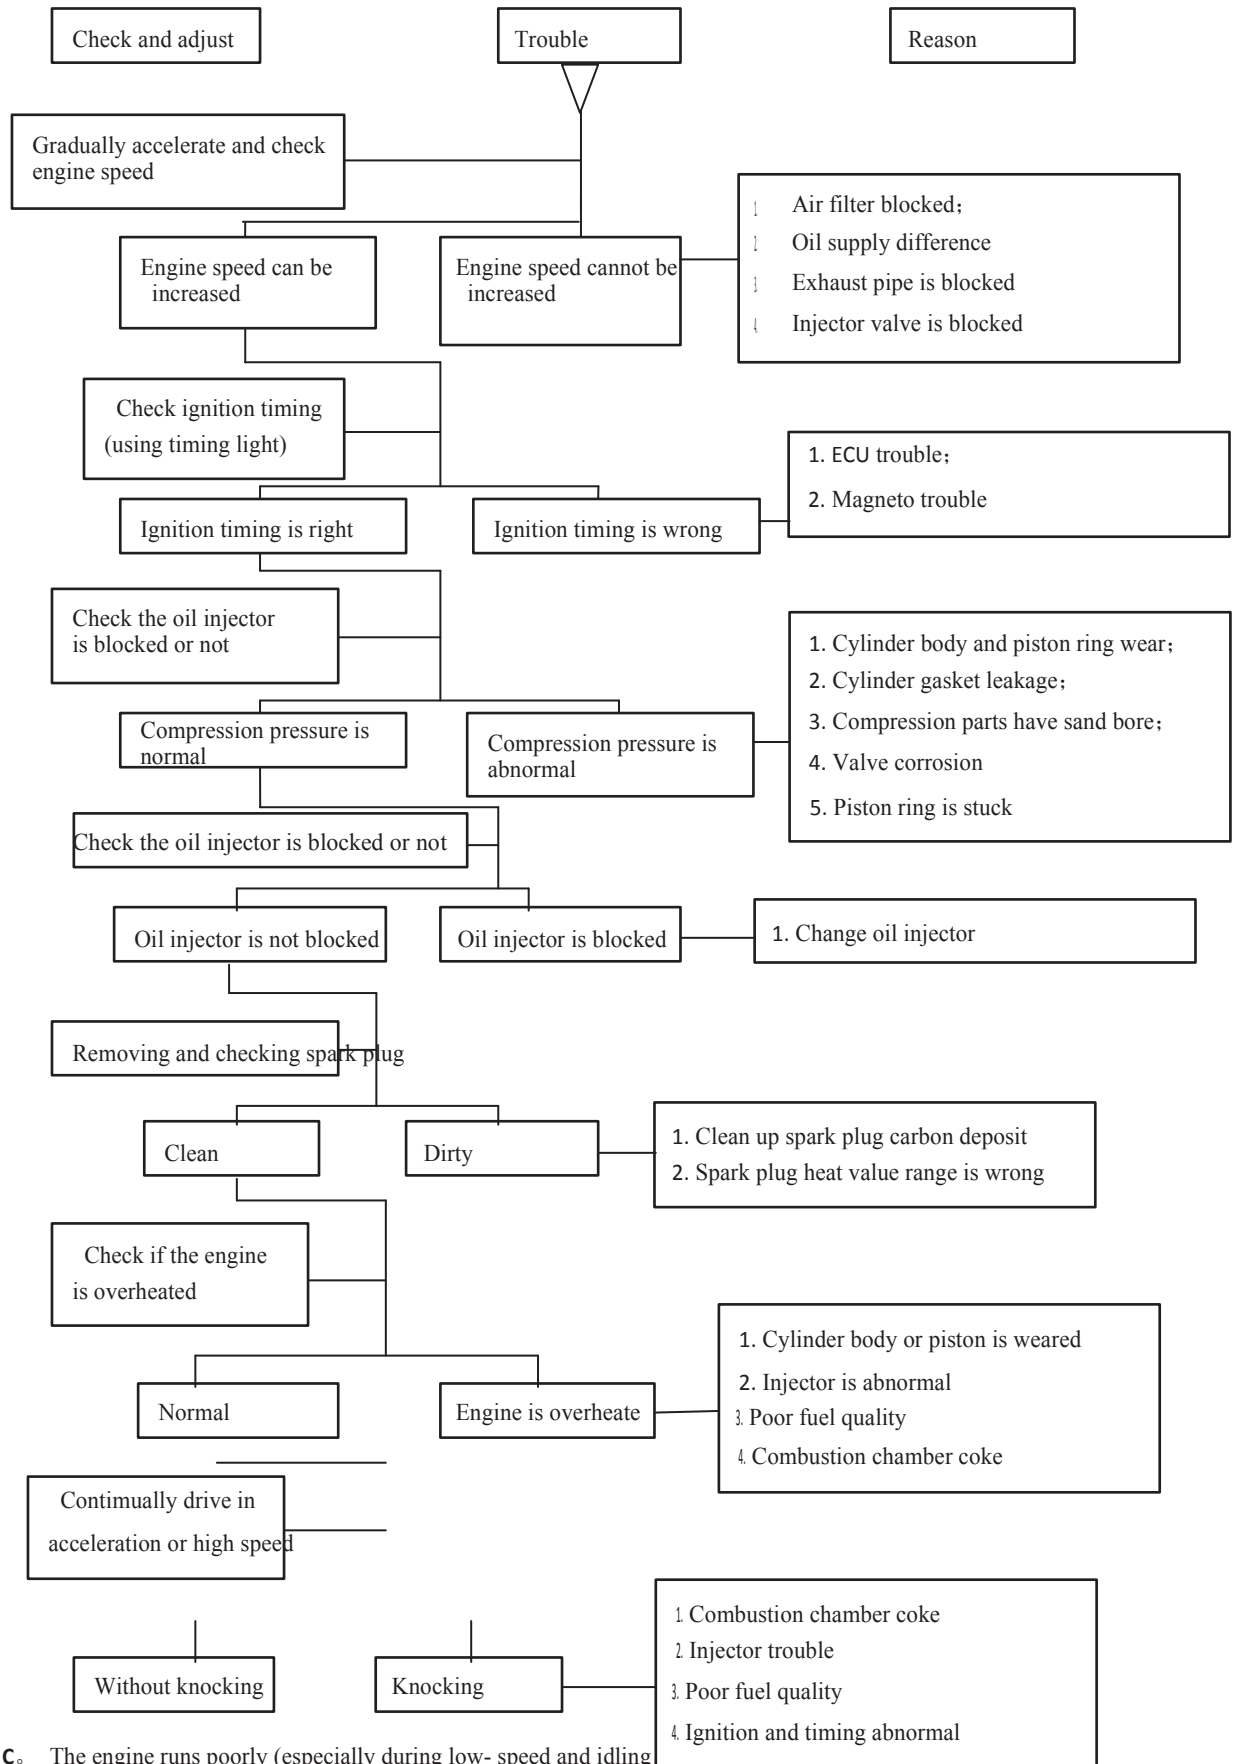 Check and adjust
Trouble
Reason
Gradually accelerate and check
engine speed
1 Air filter blocked；
2 Oil supply difference
3 Exhaust pipe is blocked
4 Injector valve is blocked
Engine speed can be
increased
Engine speed cannot be
increased
Check ignition timing
(using timing light)
1. ECU trouble；
2. Magneto trouble
Ignition timing is right
Ignition timing is wrong
Check the oil injector
is blocked or not
1. Cylinder body and piston ring wear；
2. Cylinder gasket leakage；
3. Compression parts have sand bore；
4. Valve corrosion
5. Piston ring is stuck
Compression pressure is
normal
Compression pressure is
abnormal
Check the oil injector is blocked or not
Oil injector is not blocked
Oil injector is blocked
1. Change oil injector
Removing and checking spark plug
Clean
Dirty
1. Clean up spark plug carbon deposit
2. Spark plug heat value range is wrong
Check if the engine
is overheated
1. Cylinder body or piston is weared
2. Injector is abnormal
3. Poor fuel quality
4. Combustion chamber coke
Normal
Engine is overheate
Contimually drive in
acceleration or high speed
1. Combustion chamber coke
2. Injector trouble
3. Poor fuel quality
4. Ignition and timing abnormal
Without knocking
Knocking
C。 The engine runs poorly (especially during low- speed and idling